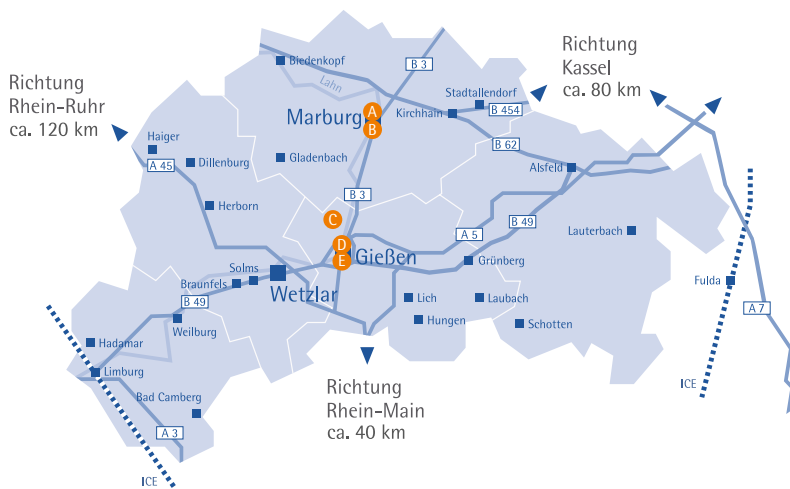 Richtung
Kassel
ca. 80 km
Richtung
Rhein-Ruhr
ca. 120 km
Biedenkopf
B 3
Lahn
Stadtallendorf
B 454
Kirchhain
Marburg
A
B
Haiger
A 45
Dillenburg
Gladenbach
B 62
Alsfeld
B 3
Herborn
C
A 5
B 49
Lauterbach
D
Gießen
E
Grünberg
Solms
Braunfels
Wetzlar
B 49
Weilburg
Lich
Laubach
Hungen
Schotten
Fulda
A 7
Hadamar
Limburg
Bad Camberg
A 3
Richtung
Rhein-Main
ca. 40 km
ICE
ICE